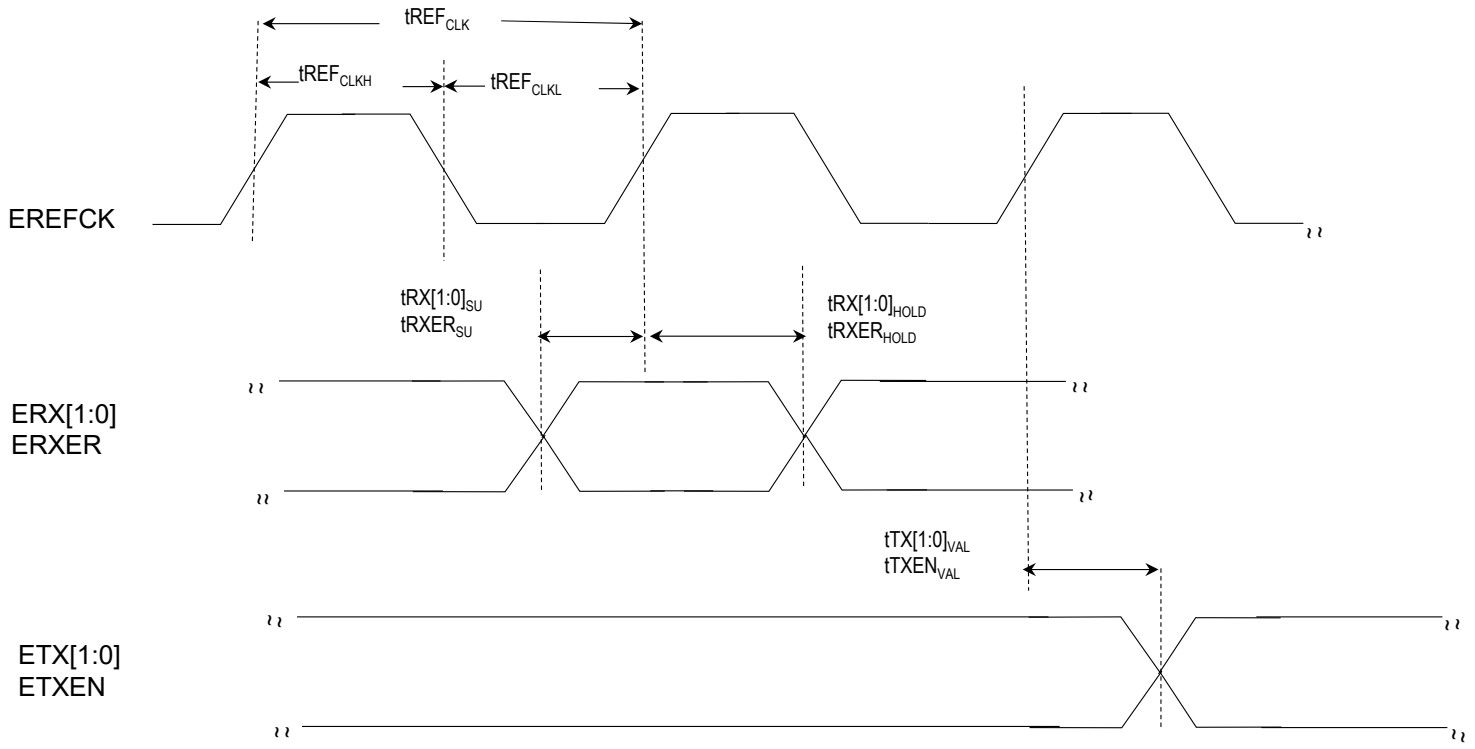 tREFCLK
tREFCLKH
tREFCLKL
EREFCK
tRX[1:0]SU
tRXERSU
tRX[1:0]HOLD
tRXERHOLD
ERX[1:0]
ERXER
tTX[1:0]VAL
tTXENVAL
ETX[1:0]
ETXEN